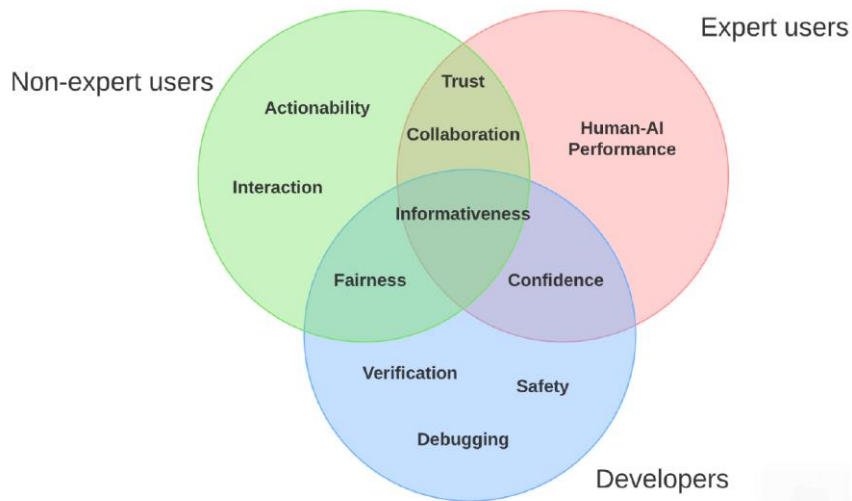 Expert users
Non-expert users
Trust
Actionability
Collaboration
Human-AI
Performance
Interaction
Informativeness
Fairness
Confidence
Verification
Safety
Debugging
Developers